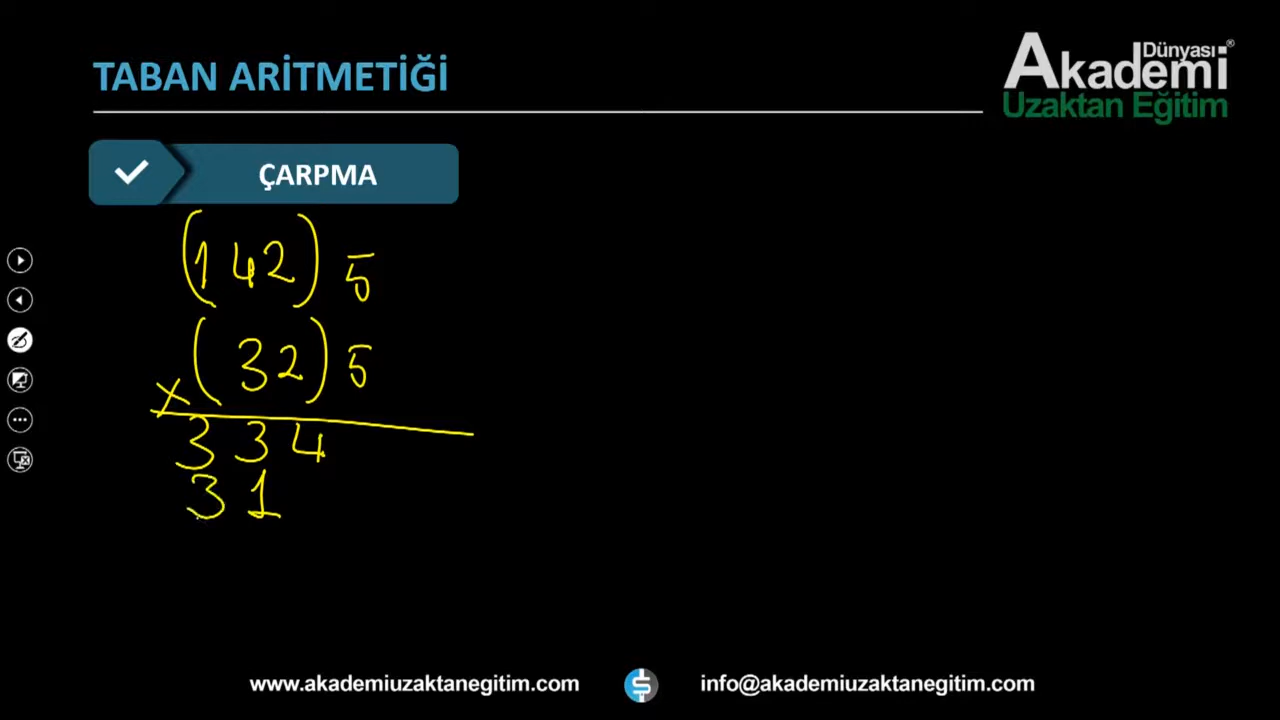 TABAN ARİTMETİĞİ
Akademi Dünyası®
Uzaktan Eğitim
ÇARPMA
(142)5
x (32)5
334
31
www.akademiuzaktanegitim.com
info@akademiuzaktanegitim.com